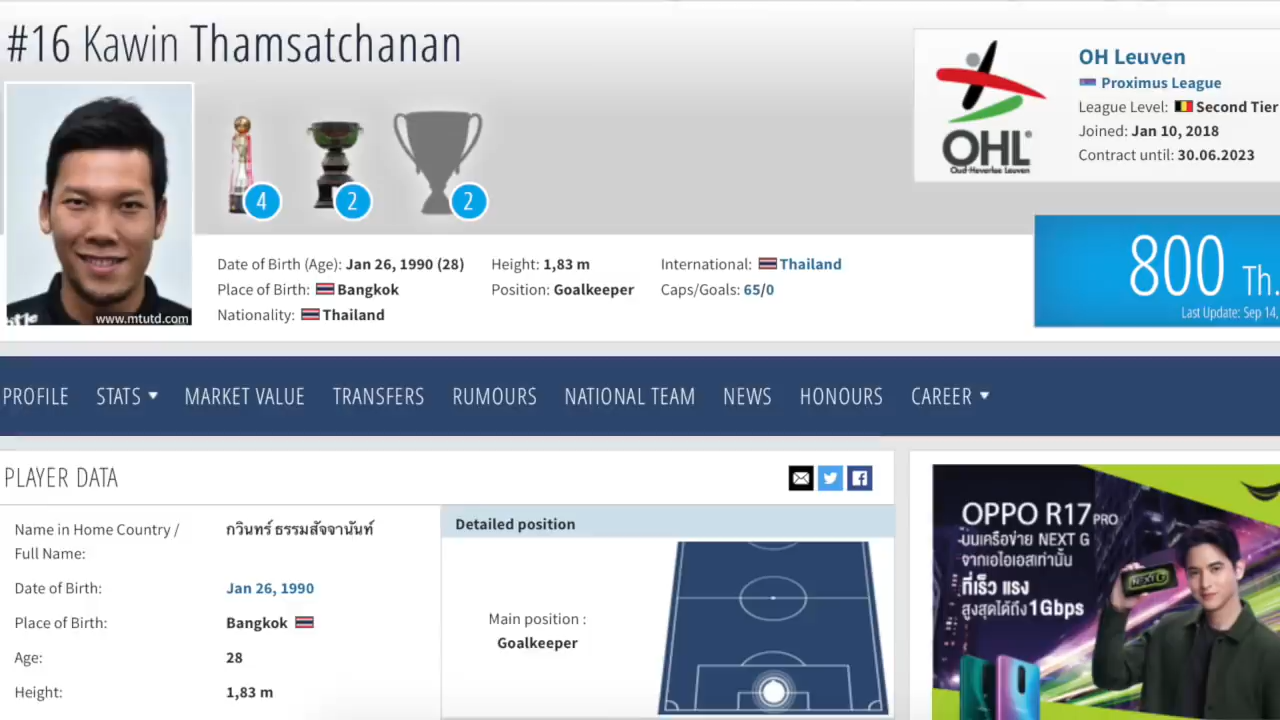 #16 Kawin Thamsatchanan
4
2
2
www.mtutd.com
Date of Birth (Age): Jan 26, 1990 (28)
Place of Birth: Bangkok
Nationality: Thailand
Height: 1,83 m
Position: Goalkeeper
International: Thailand
Caps/Goals: 65/0
OHL
Oud-Heverlee Leuven
OH Leuven
Proximus League
League Level: Second Tier
Joined: Jan 10, 2018
Contract until: 30.06.2023
800 Th.
Last Update: Sep 14,
PROFILE STATS MARKET VALUE TRANSFERS RUMOURS NATIONAL TEAM NEWS HONOURS CAREER
PLAYER DATA
Name in Home Country /
Full Name:
กวินทร์ ธรรมสัจจานันท์
Date of Birth: Jan 26, 1990
Place of Birth: Bangkok
Age: 28
Height: 1,83 m
Detailed position
Main position :
Goalkeeper
OPPO R17 PRO
บนเครือข่าย NEXT G
จากเอไอเอสเท่านั้น
ที่เร็ว แรง
สูงสุดได้ถึง 1Gbps
NEXT G